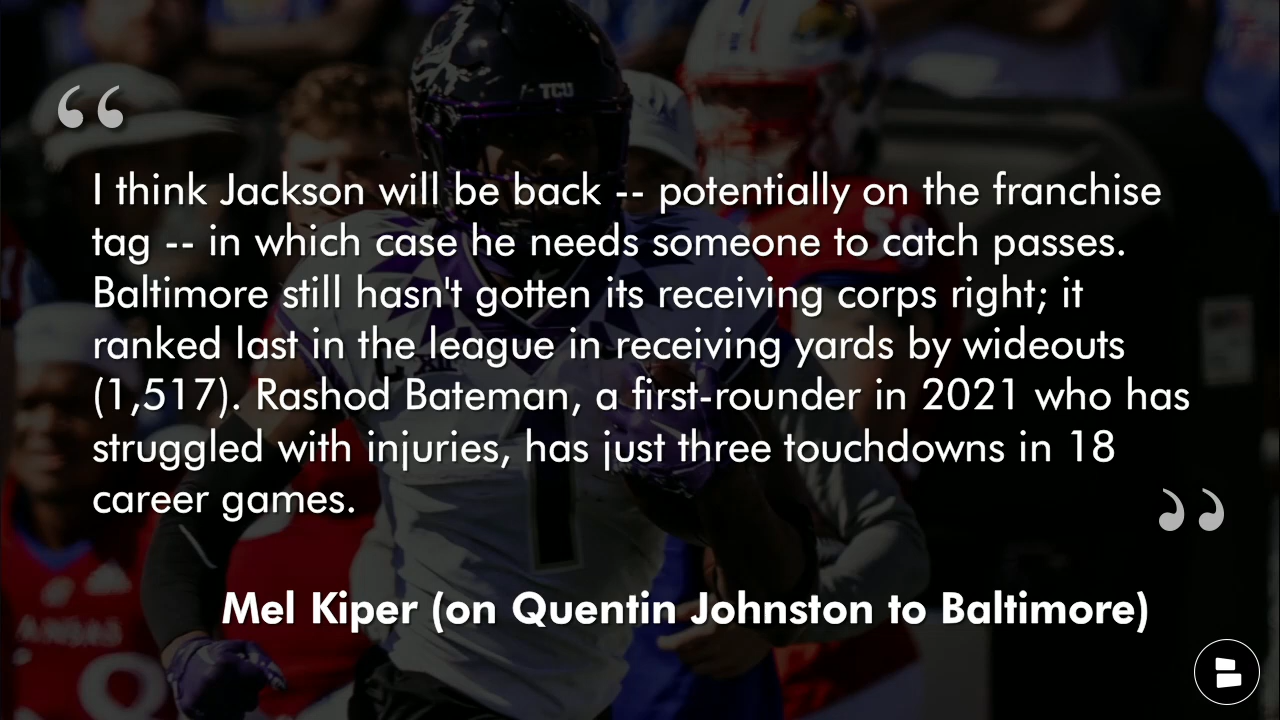 TCU
“
I think Jackson will be back -- potentially on the franchise
tag -- in which case he needs someone to catch passes.
Baltimore still hasn't gotten its receiving corps right; it
ranked last in the league in receiving yards by wideouts
(1,517). Rashod Bateman, a first-rounder in 2021 who has
struggled with injuries, has just three touchdowns in 18
career games.
”
Mel Kiper (on Quentin Johnston to Baltimore)
KANSAS
1